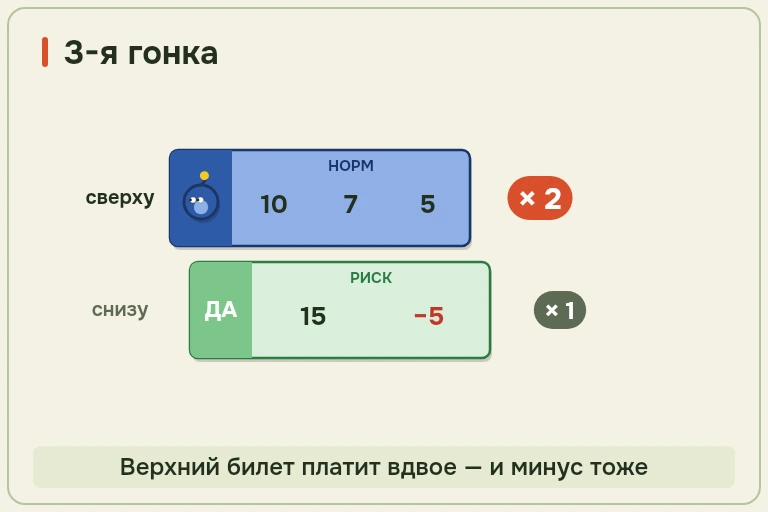 3-я гонка
сверху
НОРМ
10 7 5
× 2
снизу
ДА
РИСК
15 −5
× 1
Верхний билет платит вдвое — и минус тоже